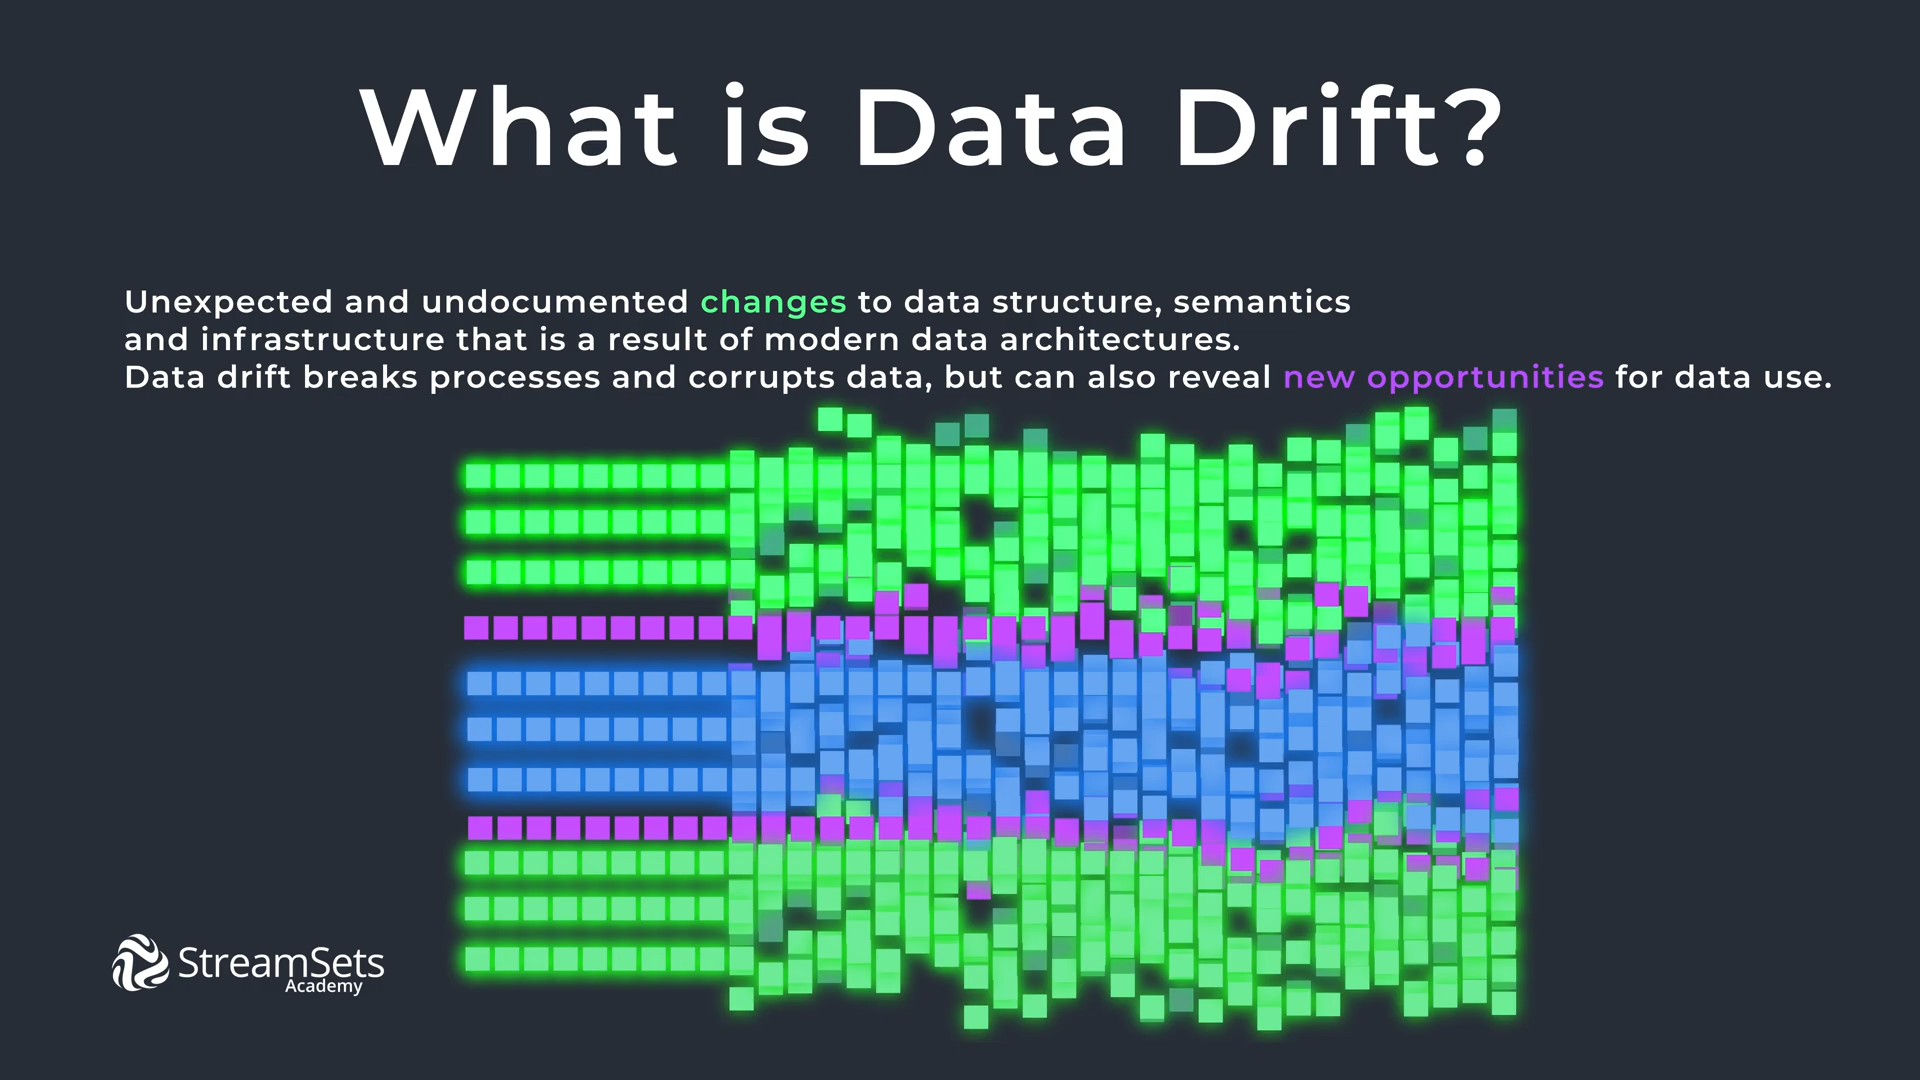 What is Data Drift?
Unexpected and undocumented changes to data structure, semantics
and infrastructure that is a result of modern data architectures.
Data drift breaks processes and corrupts data, but can also reveal new opportunities for data use.
StreamSets
Academy